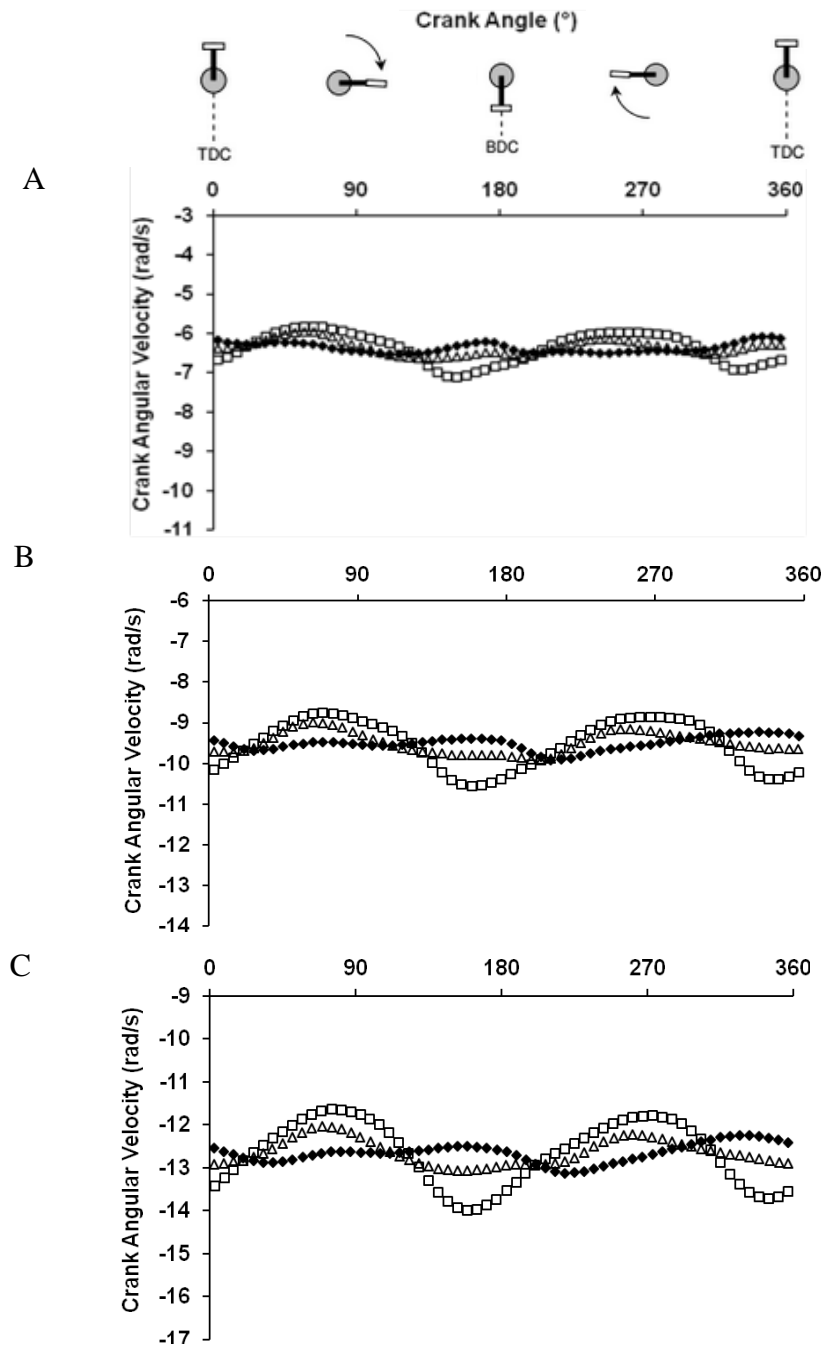 Crank Angle (°)
TDC
BDC
TDC
A
0 90 180 270 360
Crank Angular Velocity (rad/s)
-3
-4
-5
-6
-7
-8
-9
-10
-11
B
0 90 180 270 360
Crank Angular Velocity (rad/s)
-6
-7
-8
-9
-10
-11
-12
-13
-14
C
0 90 180 270 360
Crank Angular Velocity (rad/s)
-9
-10
-11
-12
-13
-14
-15
-16
-17